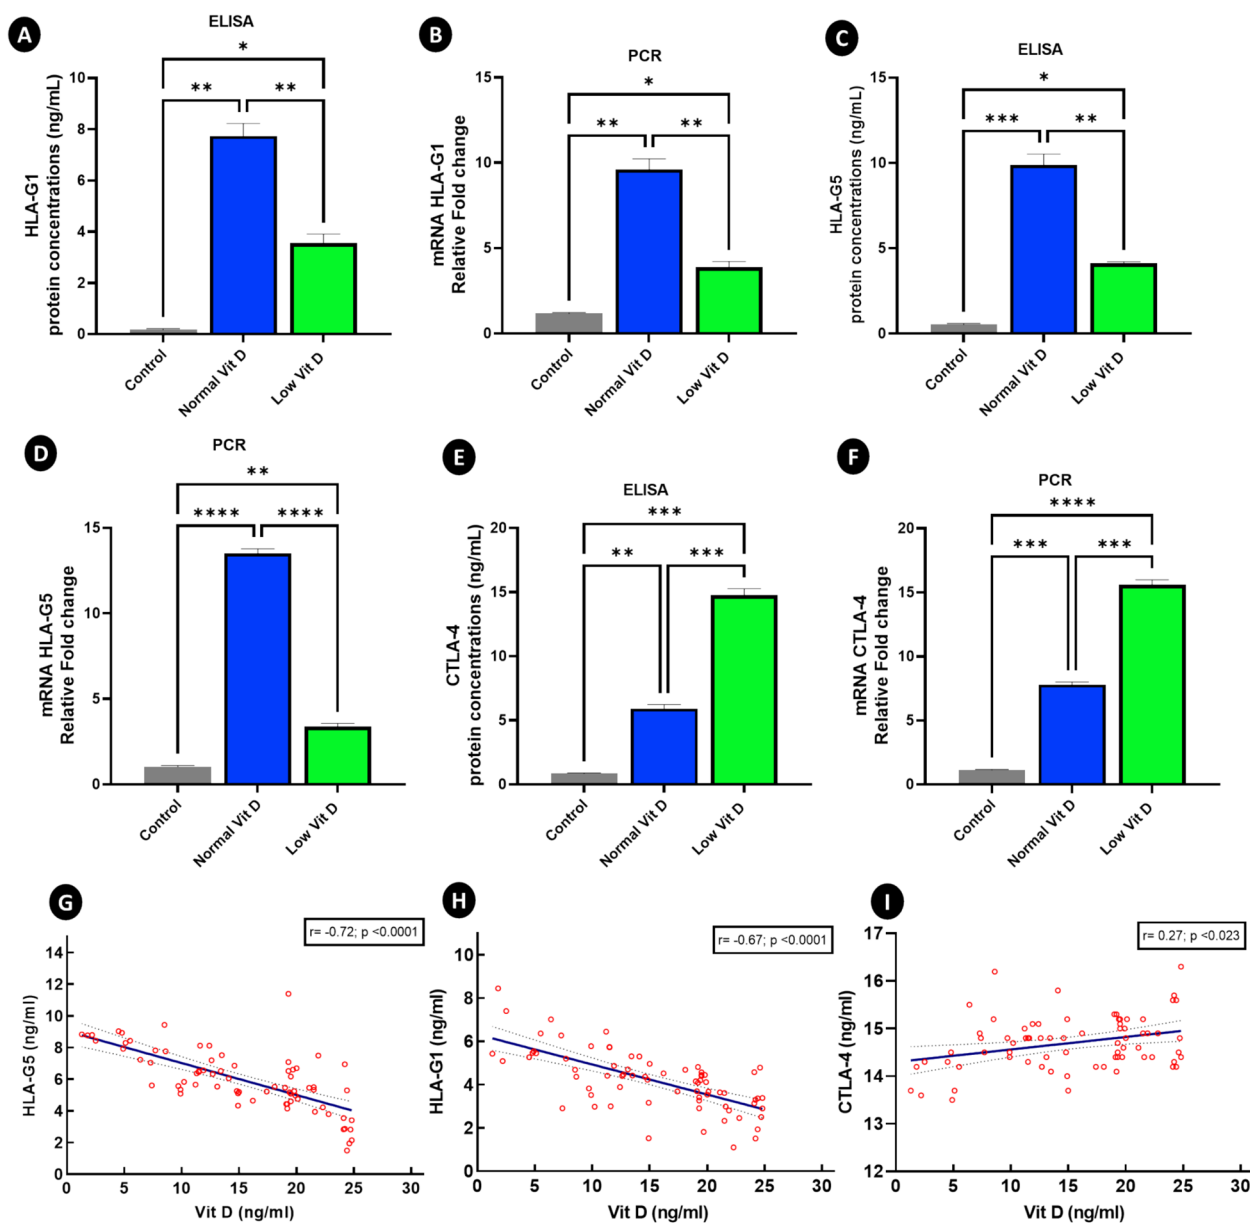 A
ELISA
HLA-G1
protein concentrations (ng/mL)
10
8
6
4
2
0
*
** **
Control
Normal Vit D
Low Vit D
B
PCR
mRNA HLA-G1
Relative Fold change
15
10
5
0
*
** **
Control
Normal Vit D
Low Vit D
C
ELISA
HLA-G5
protein concentrations (ng/mL)
15
10
5
0
*
*** **
Control
Normal Vit D
Low Vit D
D
PCR
mRNA HLA-G5
Relative Fold change
15
10
5
0
**
**** ****
Control
Normal Vit D
Low Vit D
E
ELISA
CTLA-4
protein concentrations (ng/mL)
20
15
10
5
0
***
** ***
Control
Normal Vit D
Low Vit D
F
PCR
mRNA CTLA-4
Relative Fold change
20
15
10
5
0
****
*** ***
Control
Normal Vit D
Low Vit D
G
r= -0.72; p <0.0001
HLA-G5 (ng/ml)
14
12
10
8
6
4
2
0
0 5 10 15 20 25 30
Vit D (ng/ml)
H
r= -0.67; p <0.0001
HLA-G1 (ng/ml)
10
8
6
4
2
0
0 5 10 15 20 25 30
Vit D (ng/ml)
I
r= 0.27; p <0.023
CTLA-4 (ng/ml)
17
16
15
14
13
12
0 5 10 15 20 25 30
Vit D (ng/ml)